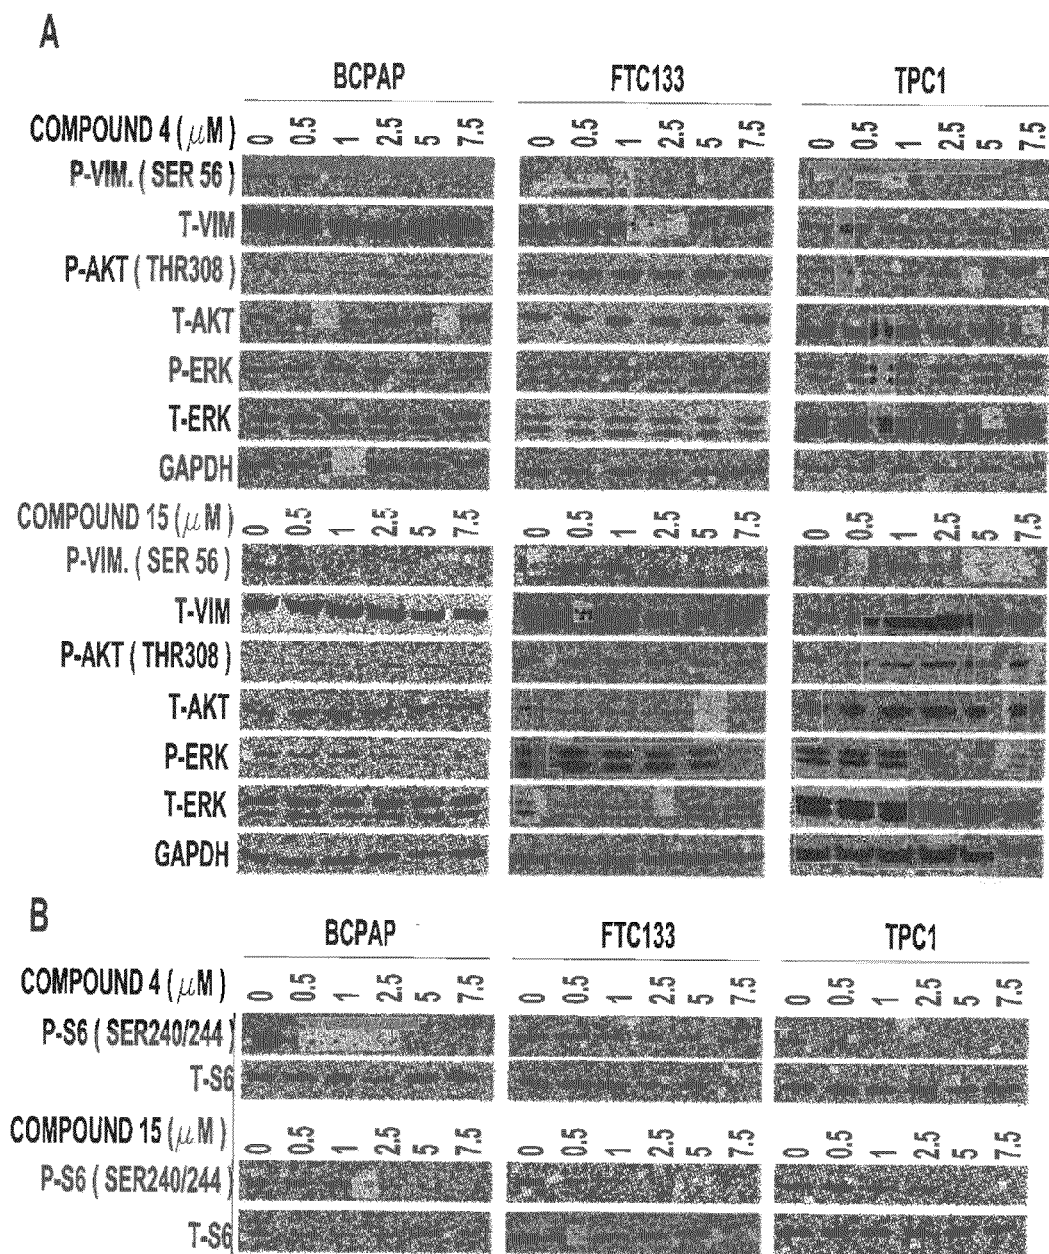 A
BCPAP FTC133 TPC1
COMPOUND 4 (μM) 0 0.5 1 2.5 5 7.5 0 0.5 1 2.5 5 7.5 0 0.5 1 2.5 5 7.5
P-VIM. ( SER 56 )
T-VIM
P-AKT ( THR308 )
T-AKT
P-ERK
T-ERK
GAPDH
COMPOUND 15 (μM) 0 0.5 1 2.5 5 7.5 0 0.5 1 2.5 5 7.5 0 0.5 1 2.5 5 7.5
P-VIM. ( SER 56 )
T-VIM
P-AKT ( THR308 )
T-AKT
P-ERK
T-ERK
GAPDH
B
BCPAP FTC133 TPC1
COMPOUND 4 (μM) 0 0.5 1 2.5 5 7.5 0 0.5 1 2.5 5 7.5 0 0.5 1 2.5 5 7.5
P-S6 ( SER240/244 )
T-S6
COMPOUND 15 (μM) 0 0.5 1 2.5 5 7.5 0 0.5 1 2.5 5 7.5 0 0.5 1 2.5 5 7.5
P-S6 ( SER240/244 )
T-S6